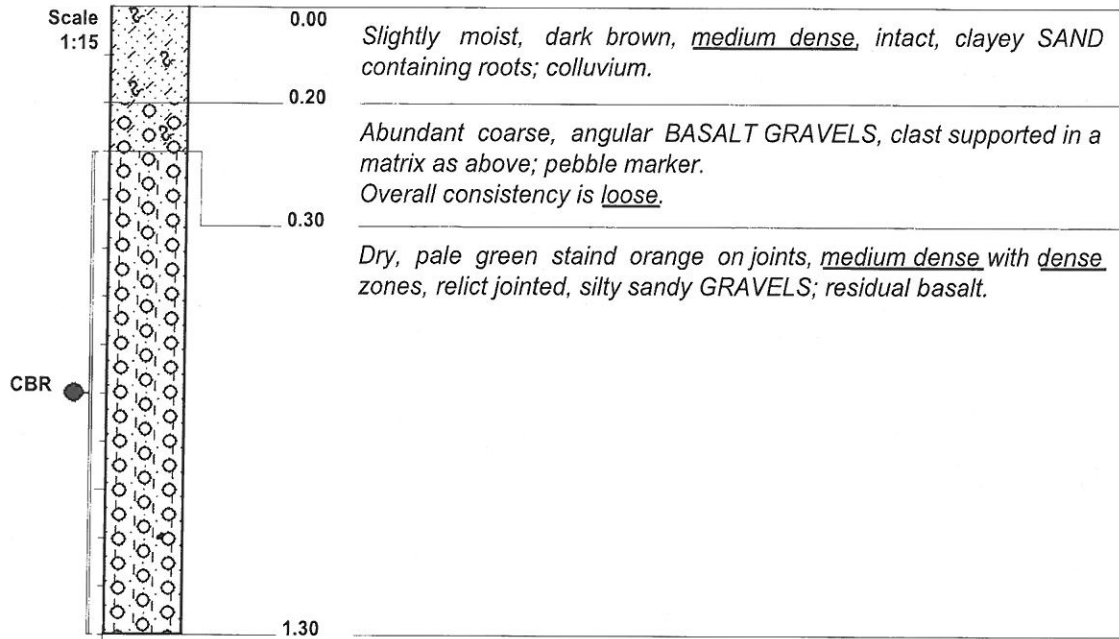 Scale
1:15
0.00
Slightly moist, dark brown, medium dense, intact, clayey SAND
containing roots; colluvium.
0.20
Abundant coarse, angular BASALT GRAVELS, clast supported in a
matrix as above; pebble marker.
Overall consistency is loose.
0.30
Dry, pale green staind orange on joints, medium dense with dense
zones, relict jointed, silty sandy GRAVELS; residual basalt.
CBR
1.30